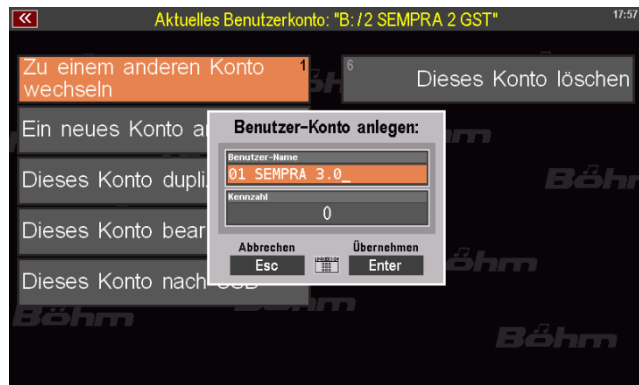 Aktuelles Benutzerkonto: "B:/2 SEMPRA 2 GST"
17:57
Zu einem anderen Konto
wechseln
1
6
Dieses Konto löschen
Ein neues Konto a
Dieses Konto dupli
Dieses Konto bear
Dieses Konto nach
Benutzer-Konto anlegen:
Benutzer-Name
01 SEMPRA 3.0_
Kennzahl
0
Abbrechen
Übernehmen
Esc
Enter
Böhm
Böhm
Böhm